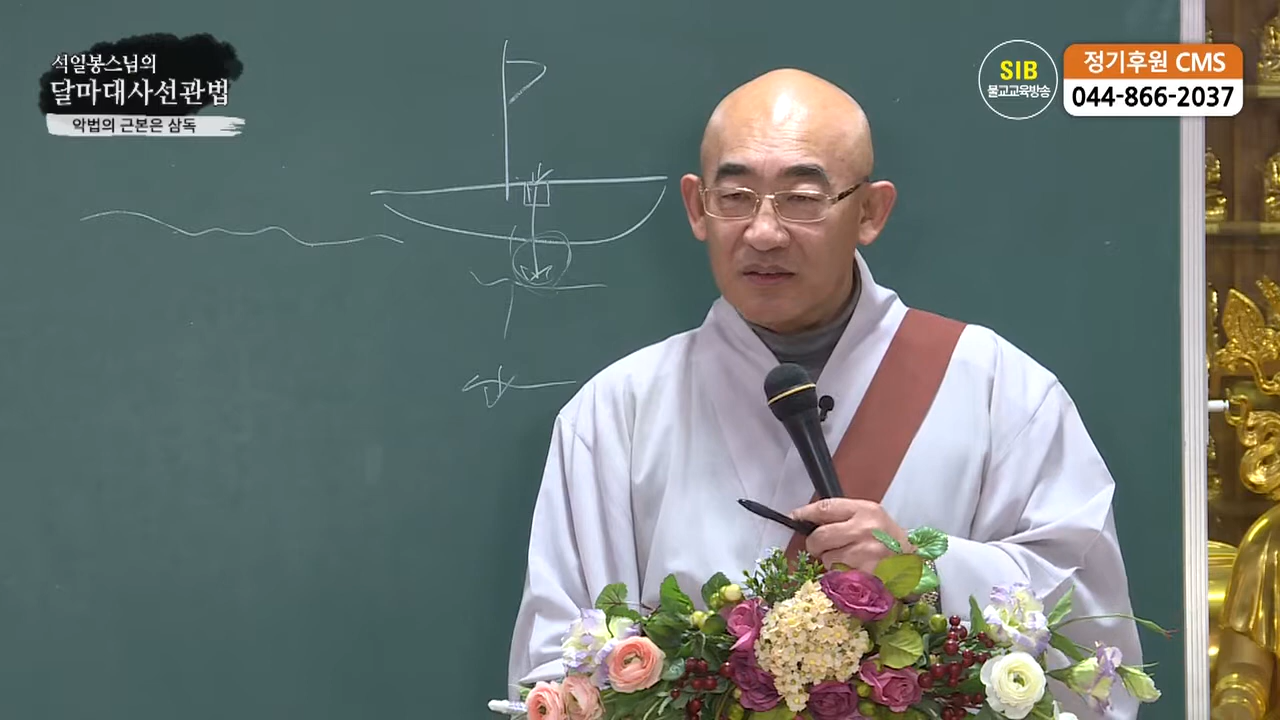 석일봉스님의
달마대사선관법
악법의 근본은 삼독
SIB
불교교육방송
정기후원 CMS
044-866-2037